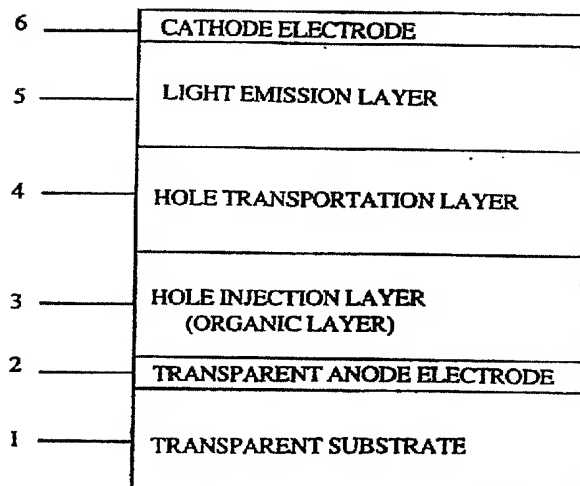 6 CATHODE ELECTRODE
5 LIGHT EMISSION LAYER
4 HOLE TRANSPORTATION LAYER
3 HOLE INJECTION LAYER
(ORGANIC LAYER)
2 TRANSPARENT ANODE ELECTRODE
1 TRANSPARENT SUBSTRATE